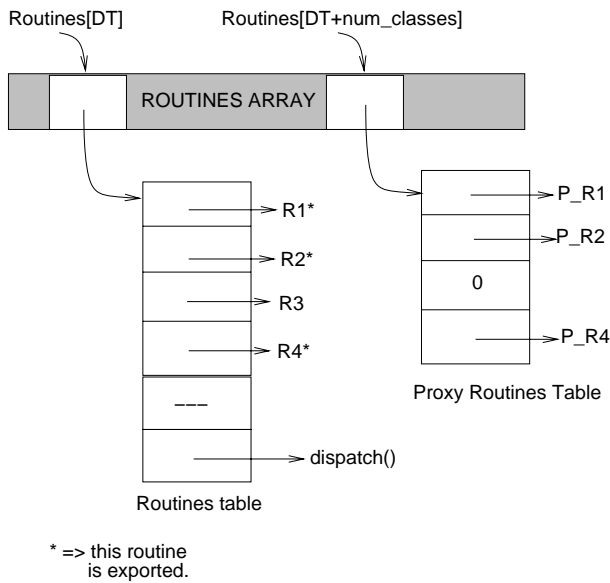 Routines[DT]
Routines[DT+num_classes]
ROUTINES ARRAY
R1*
R2*
R3
R4*
---
dispatch()
Routines table
P_R1
P_R2
0
P_R4
Proxy Routines Table
* => this routine
is exported.